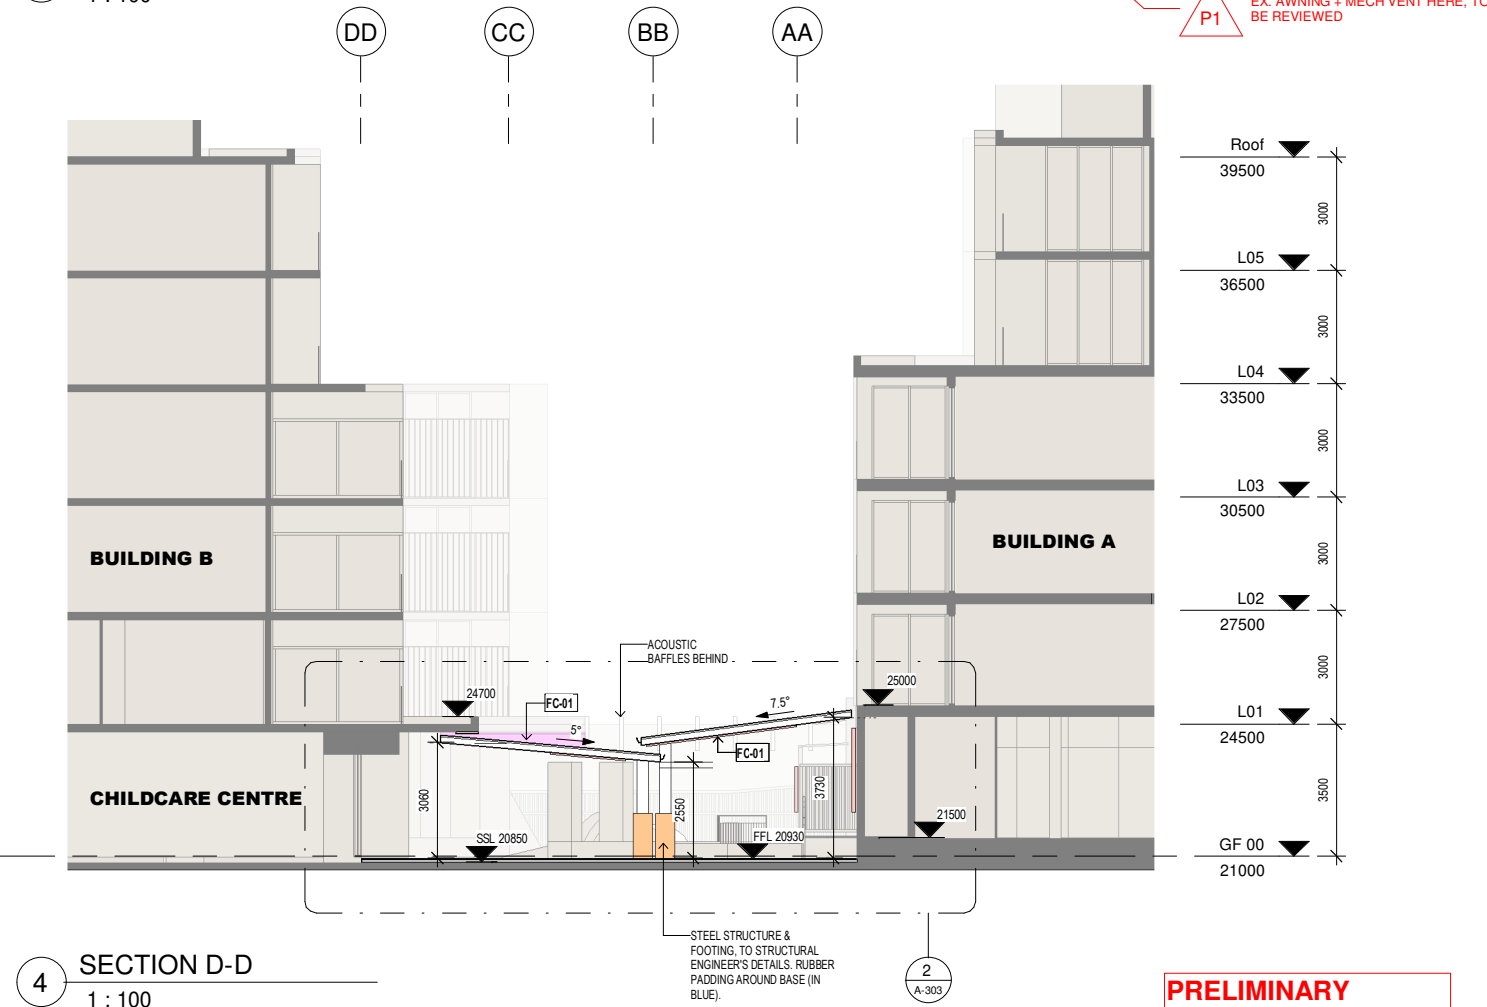 1 : 100
EX. AWNING + MECH VENT HERE, TO
BE REVIEWED
P1
DD
CC
BB
AA
Roof
39500
3000
L05
36500
3000
L04
33500
3000
L03
30500
3000
L02
27500
3000
L01
24500
3500
GF 00
21000
BUILDING B
BUILDING A
ACOUSTIC
BAFFLES BEHIND
24700
FC-01
5°
7.5°
25000
FC-01
CHILDCARE CENTRE
3060
2550
3730
SSL 20850
FFL 20930
21500
STEEL STRUCTURE &
FOOTING, TO STRUCTURAL
ENGINEER'S DETAILS. RUBBER
PADDING AROUND BASE (IN
BLUE).
2
A-303
4
SECTION D-D
1 : 100
PRELIMINARY